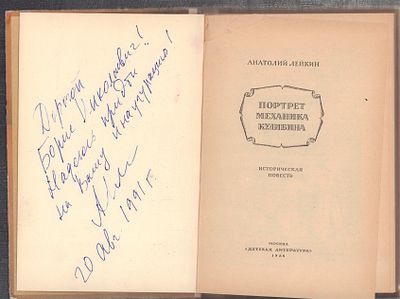 Дорогой
Борис Николаевич!
Надеюсь придти
на Вашу инаугурацию!
20 авг. 1991 г.
АНАТОЛИЙ ЛЕЙКИН
ПОРТРЕТ
МЕХАНИКА
КУЛИБИНА
ИСТОРИЧЕСКАЯ
ПОВЕСТЬ
МОСКВА
«ДЕТСКАЯ ЛИТЕРАТУРА»